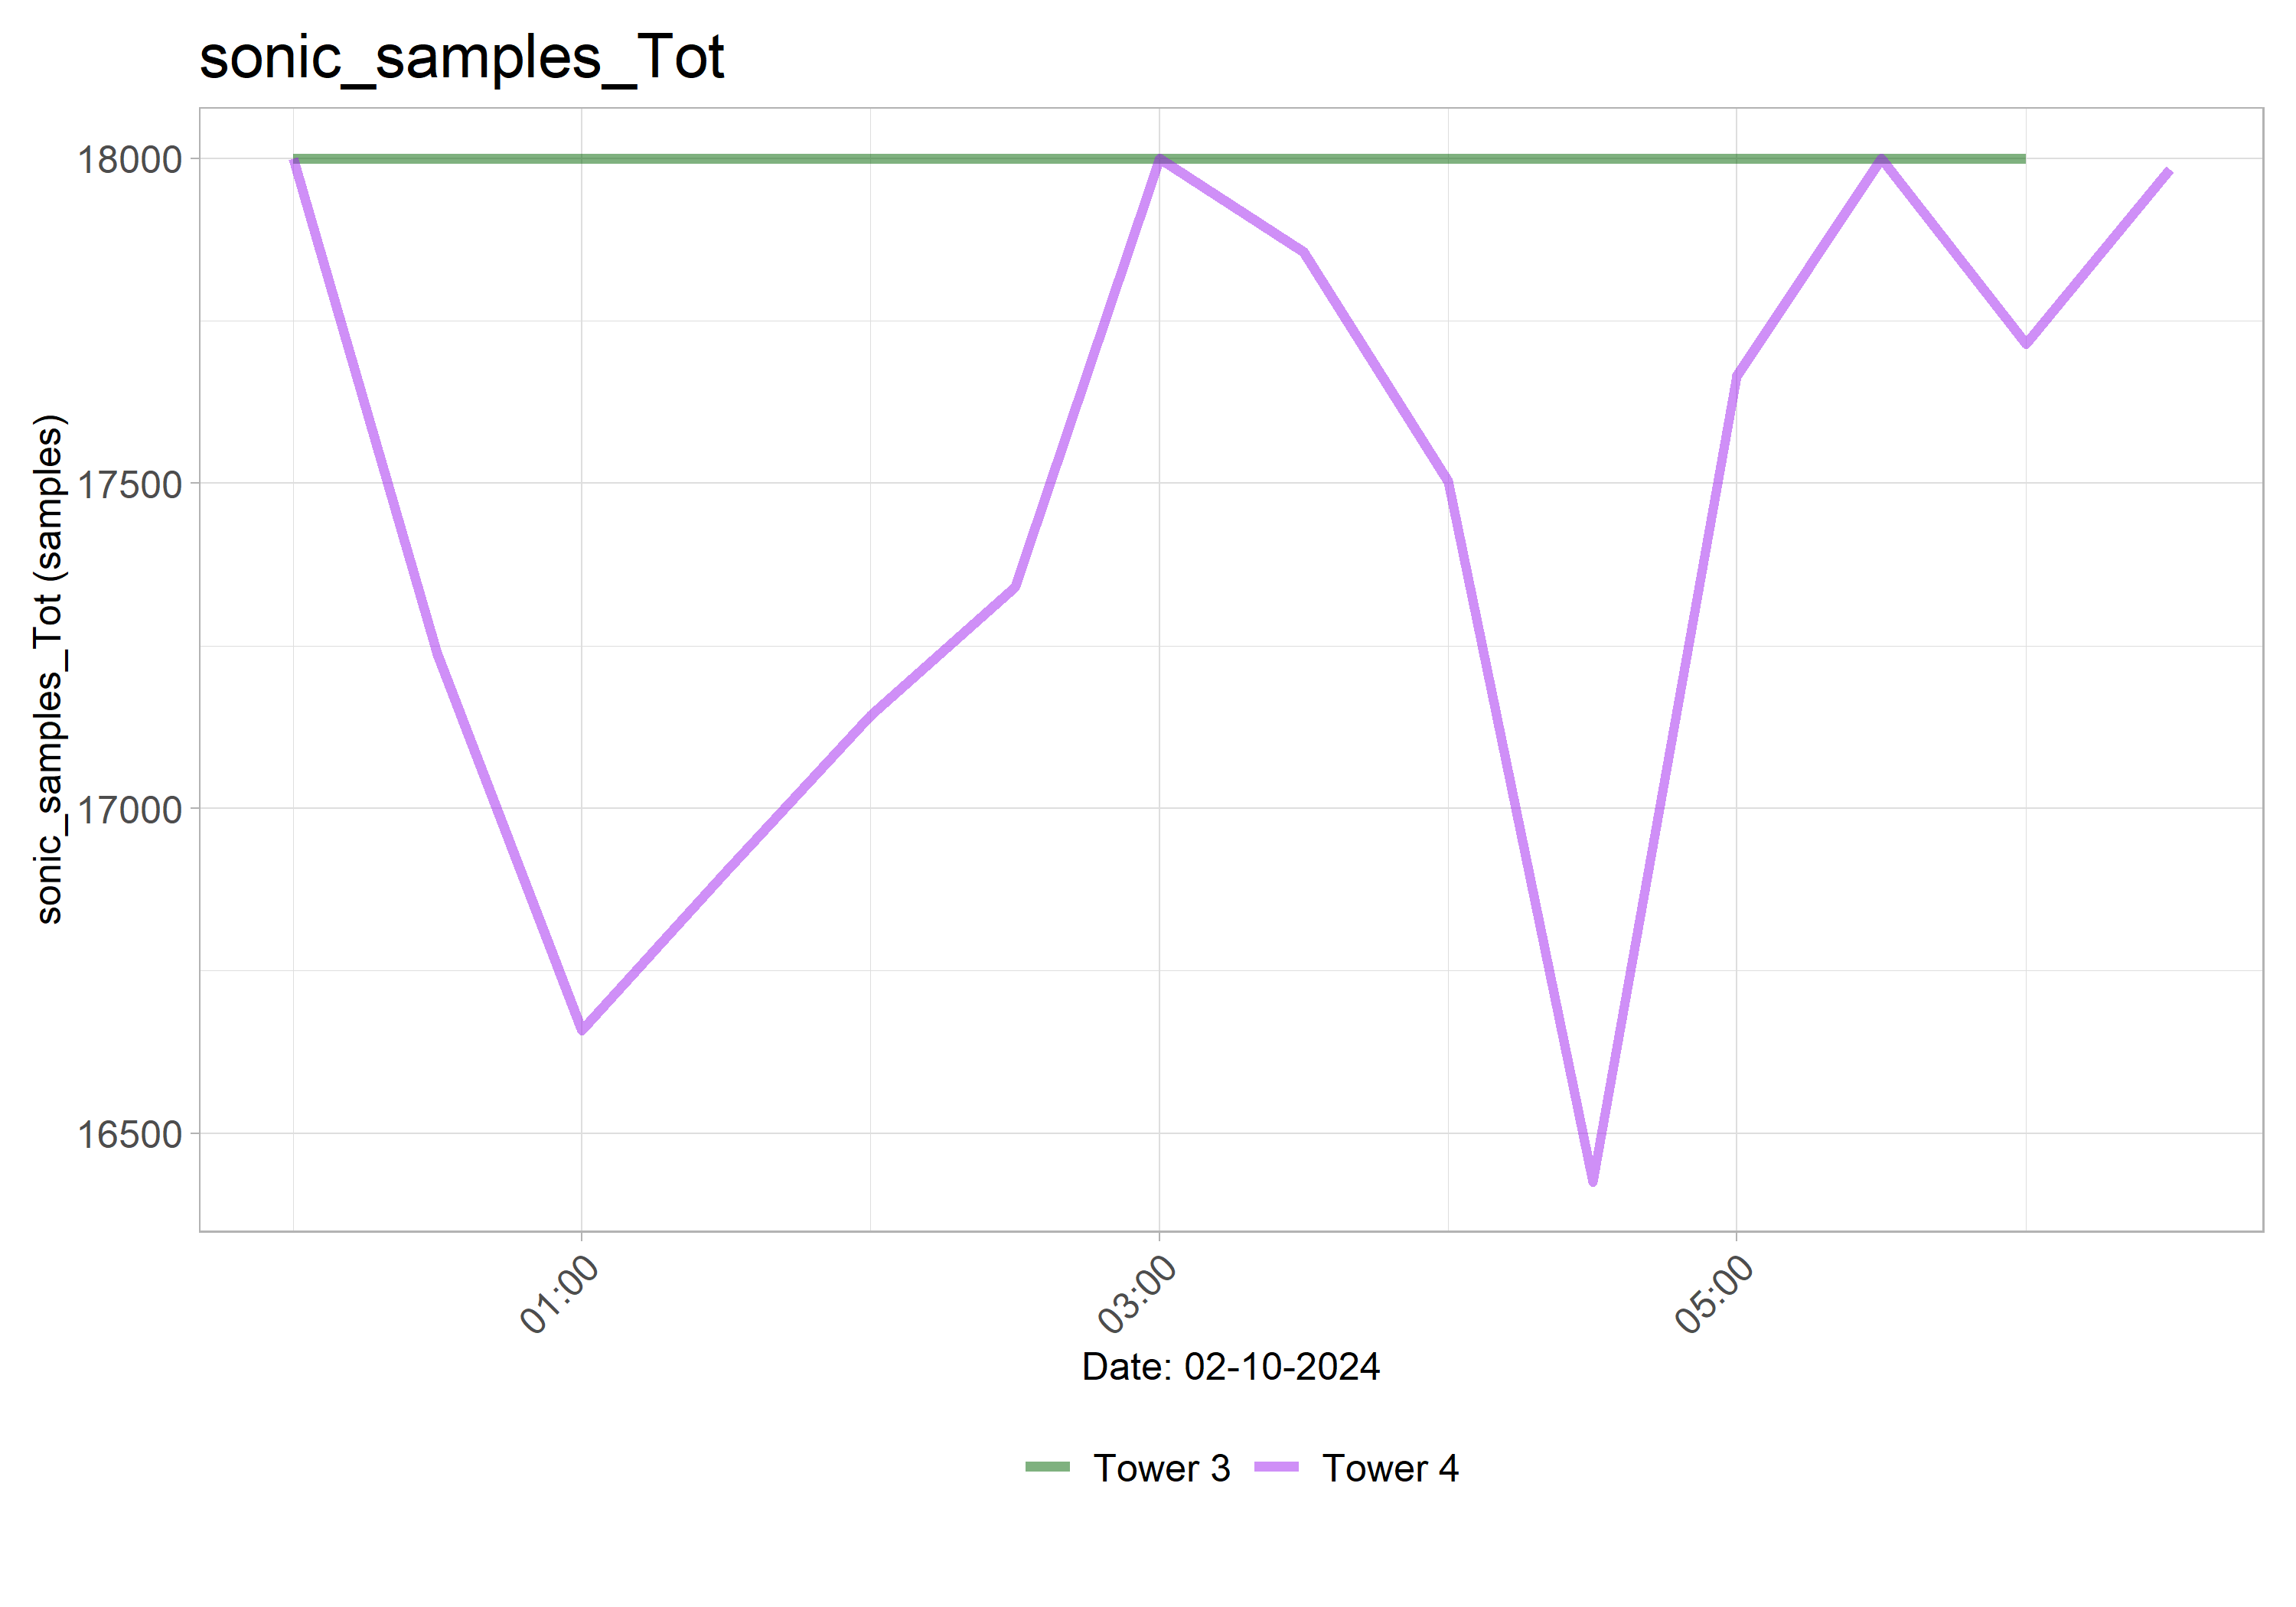 sonic_samples_Tot
sonic_samples_Tot (samples)
18000
17500
17000
16500
01:00
03:00
05:00
Date: 02-10-2024
Tower 3
Tower 4